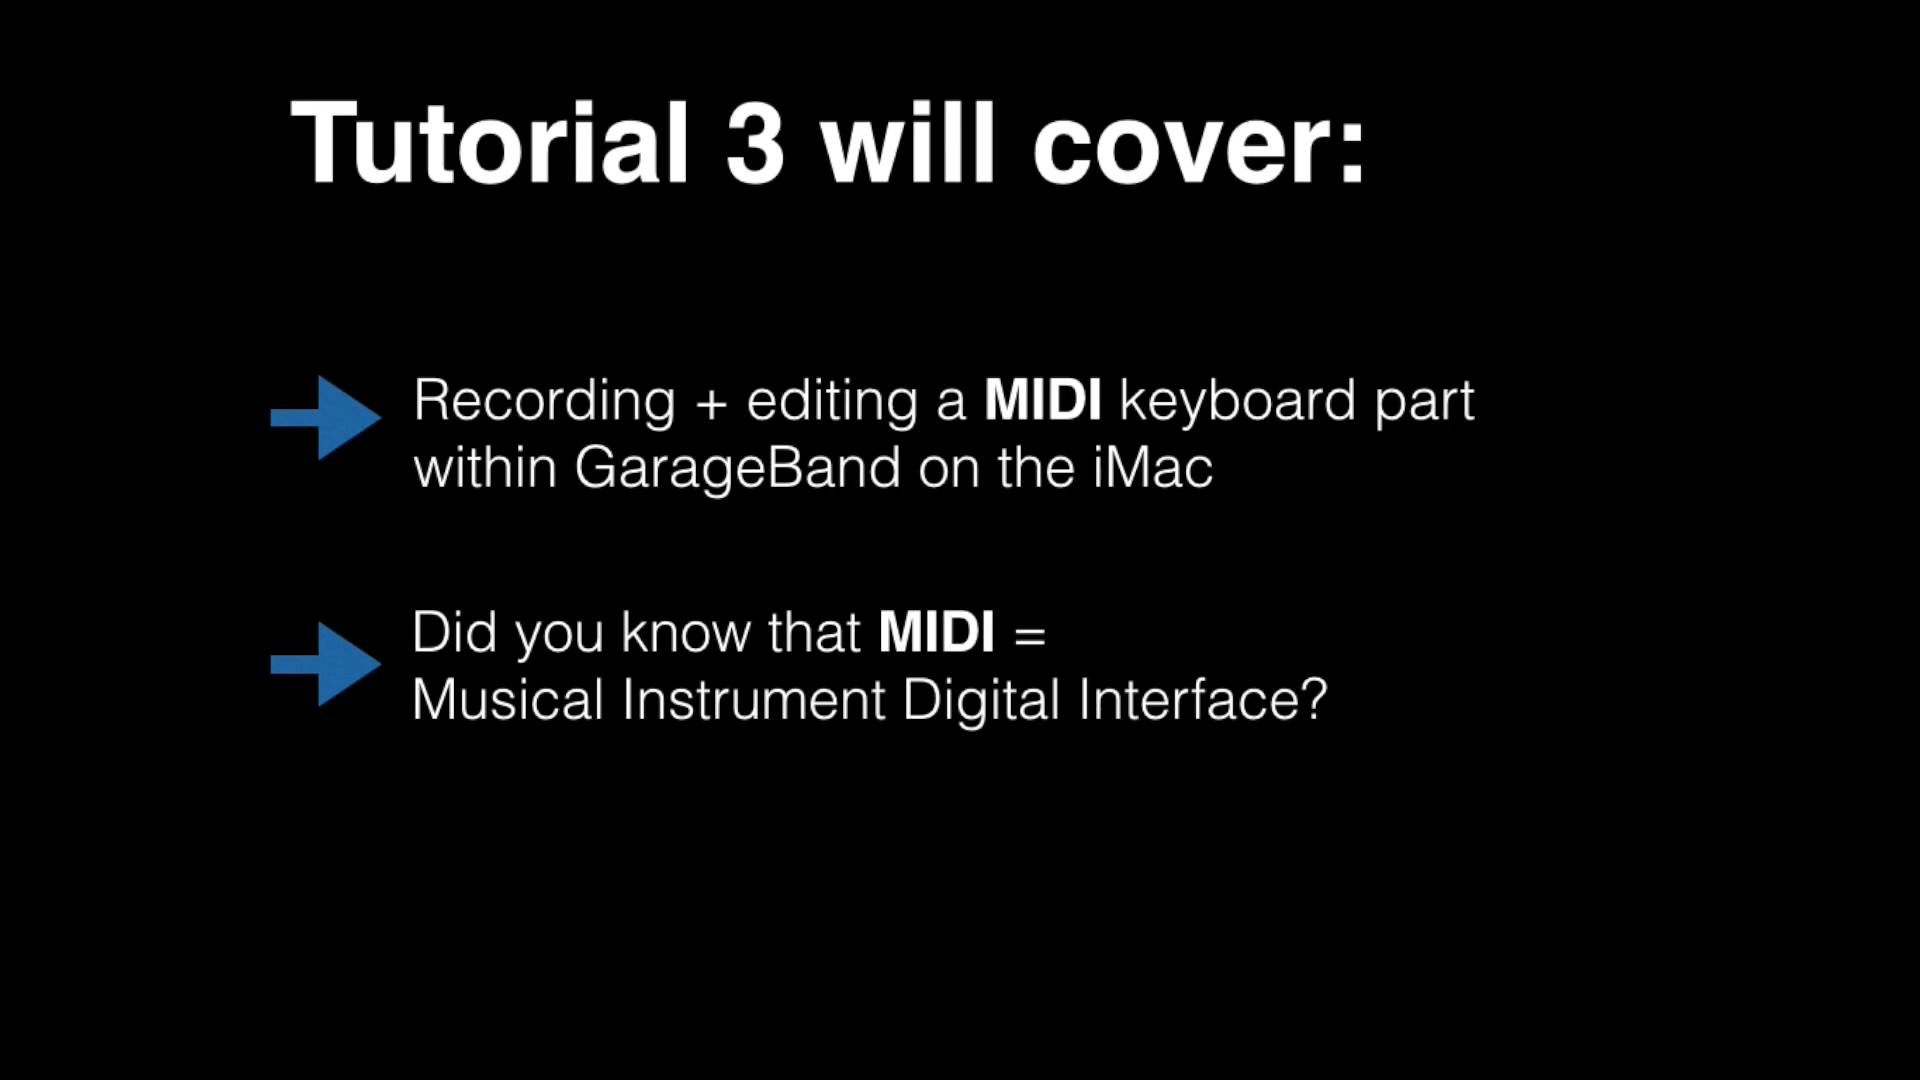 Tutorial 3 will cover:
Recording + editing a MIDI keyboard part
within GarageBand on the iMac
Did you know that MIDI =
Musical Instrument Digital Interface?